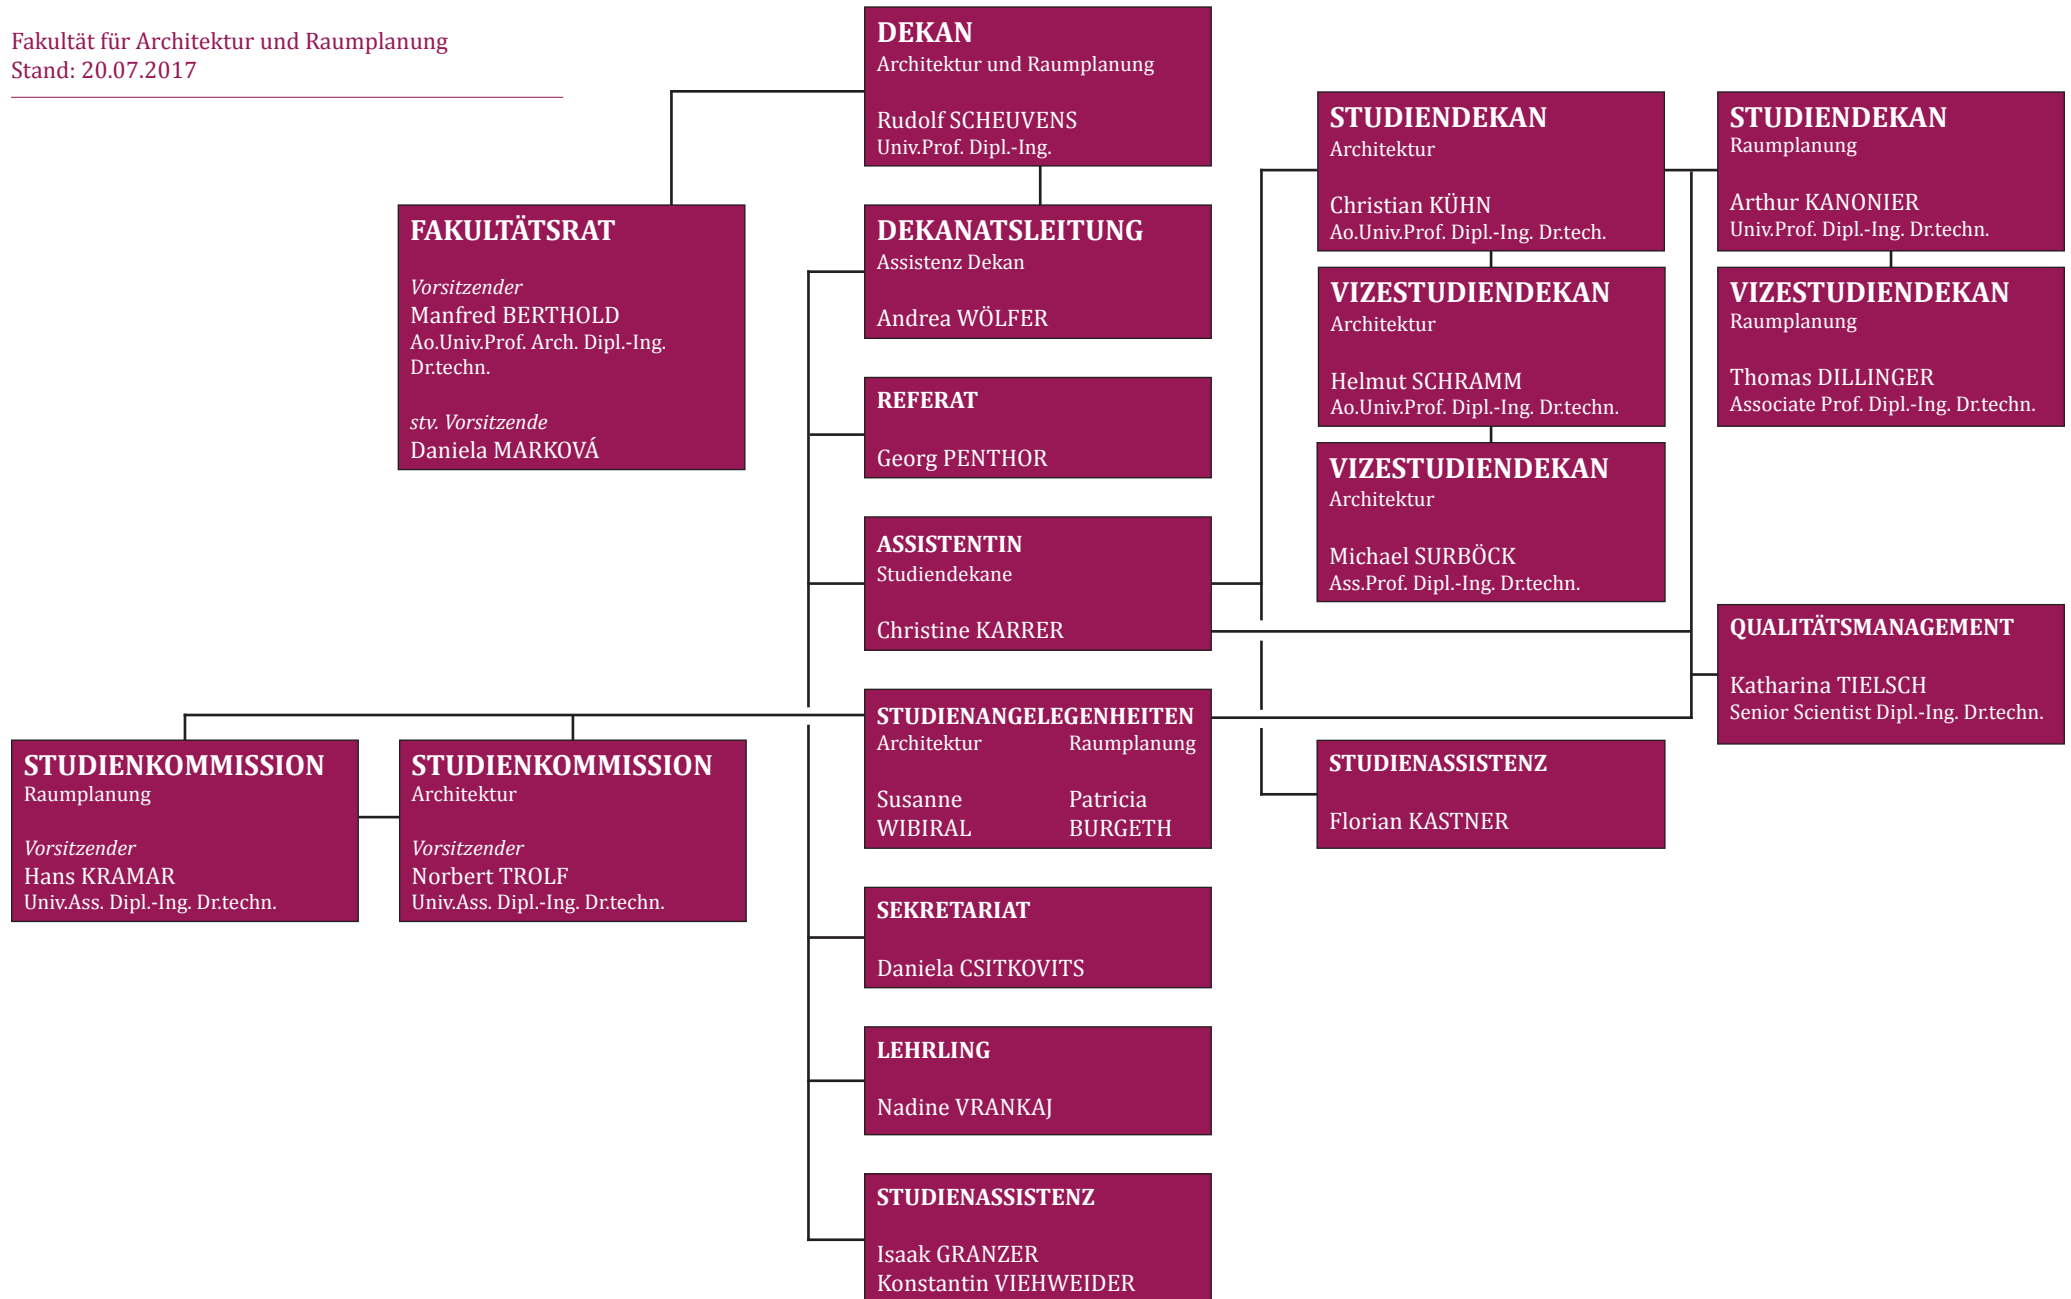 Fakultät für Architektur und Raumplanung
Stand: 20.07.2017
DEKAN
Architektur und Raumplanung
Rudolf SCHEUVENS
Univ.Prof. Dipl.-Ing.
FAKULTÄTSRAT
Vorsitzender
Manfred BERTHOLD
Ao.Univ.Prof. Arch. Dipl.-Ing.
Dr.techn.
stv. Vorsitzende
Daniela MARKOVÁ
DEKANATSLEITUNG
Assistenz Dekan
Andrea WÖLFER
REFERAT
Georg PENTHOR
ASSISTENTIN
Studiendekane
Christine KARRER
STUDIENDEKAN
Architektur
Christian KÜHN
Ao.Univ.Prof. Dipl.-Ing. Dr.tech.
VIZESTUDIENDEKAN
Architektur
Helmut SCHRAMM
Ao.Univ.Prof. Dipl.-Ing. Dr.techn.
VIZESTUDIENDEKAN
Architektur
Michael SURBÖCK
Ass.Prof. Dipl.-Ing. Dr.techn.
STUDIENDEKAN
Raumplanung
Arthur KANONIER
Univ.Prof. Dipl.-Ing. Dr.techn.
VIZESTUDIENDEKAN
Raumplanung
Thomas DILLINGER
Associate Prof. Dipl.-Ing. Dr.techn.
QUALITÄTSMANAGEMENT
Katharina TIELSCH
Senior Scientist Dipl.-Ing. Dr.techn.
STUDIENKOMMISSION
Raumplanung
Vorsitzender
Hans KRAMAR
Univ.Ass. Dipl.-Ing. Dr.techn.
STUDIENKOMMISSION
Architektur
Vorsitzender
Norbert TROLF
Univ.Ass. Dipl.-Ing. Dr.techn.
STUDIENANGELEGENHEITEN
Architektur Raumplanung
Susanne Patricia
WIBIRAL BURGETH
STUDIENASSISTENZ
Florian KASTNER
SEKRETARIAT
Daniela CSITKOVITS
LEHRLING
Nadine VRANKAJ
STUDIENASSISTENZ
Isaak GRANZER
Konstantin VIEHWEIDER